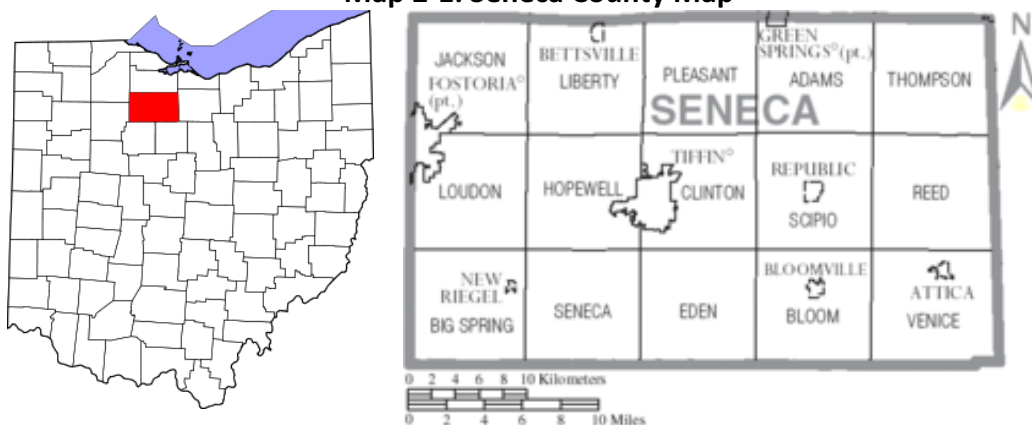 Map 2-1: Seneca County Map
N
JACKSON
FOSTORIA° (pt.)
BETTSVILLE
LIBERTY
PLEASANT
GREEN SPRINGS° (pt.)
ADAMS
THOMPSON
SENECA
LOUDON
HOPEWELL
TIFFIN°
CLINTON
REPUBLIC
SCIPIO
REED
NEW RIEGEL
BIG SPRING
SENECA
EDEN
BLOOMVILLE
BLOOM
ATTICA
VENICE
0 2 4 6 8 10 Kilometers
0 2 4 6 8 10 Miles